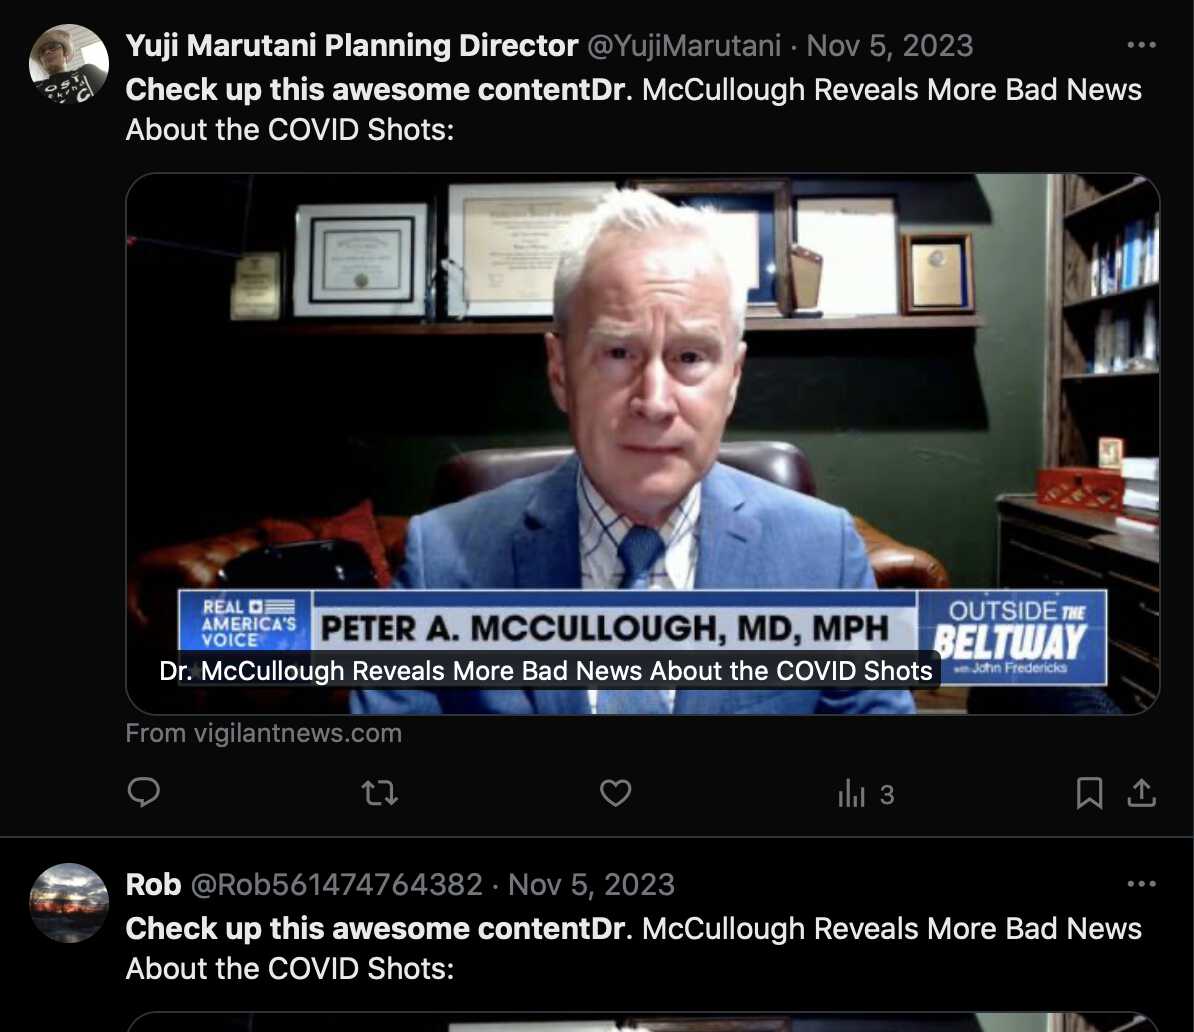 Yuji Marutani Planning Director @YujiMarutani · Nov 5, 2023
Check up this awesome contentDr. McCullough Reveals More Bad News
About the COVID Shots:
REAL
AMERICA'S
VOICE
PETER A. MCCULLOUGH, MD, MPH
OUTSIDE THE
BELTWAY
with John Fredericks
Dr. McCullough Reveals More Bad News About the COVID Shots
From vigilantnews.com
3
Rob @Rob561474764382 · Nov 5, 2023
Check up this awesome contentDr. McCullough Reveals More Bad News
About the COVID Shots: